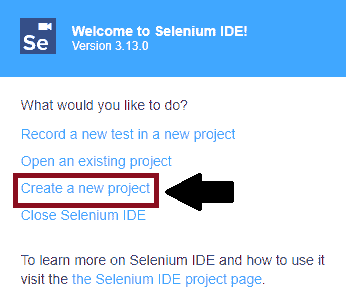 Se
Welcome to Selenium IDE!
Version 3.13.0
What would you like to do?
Record a new test in a new project
Open an existing project
Create a new project
Close Selenium IDE
To learn more on Selenium IDE and how to use it
visit the the Selenium IDE project page.